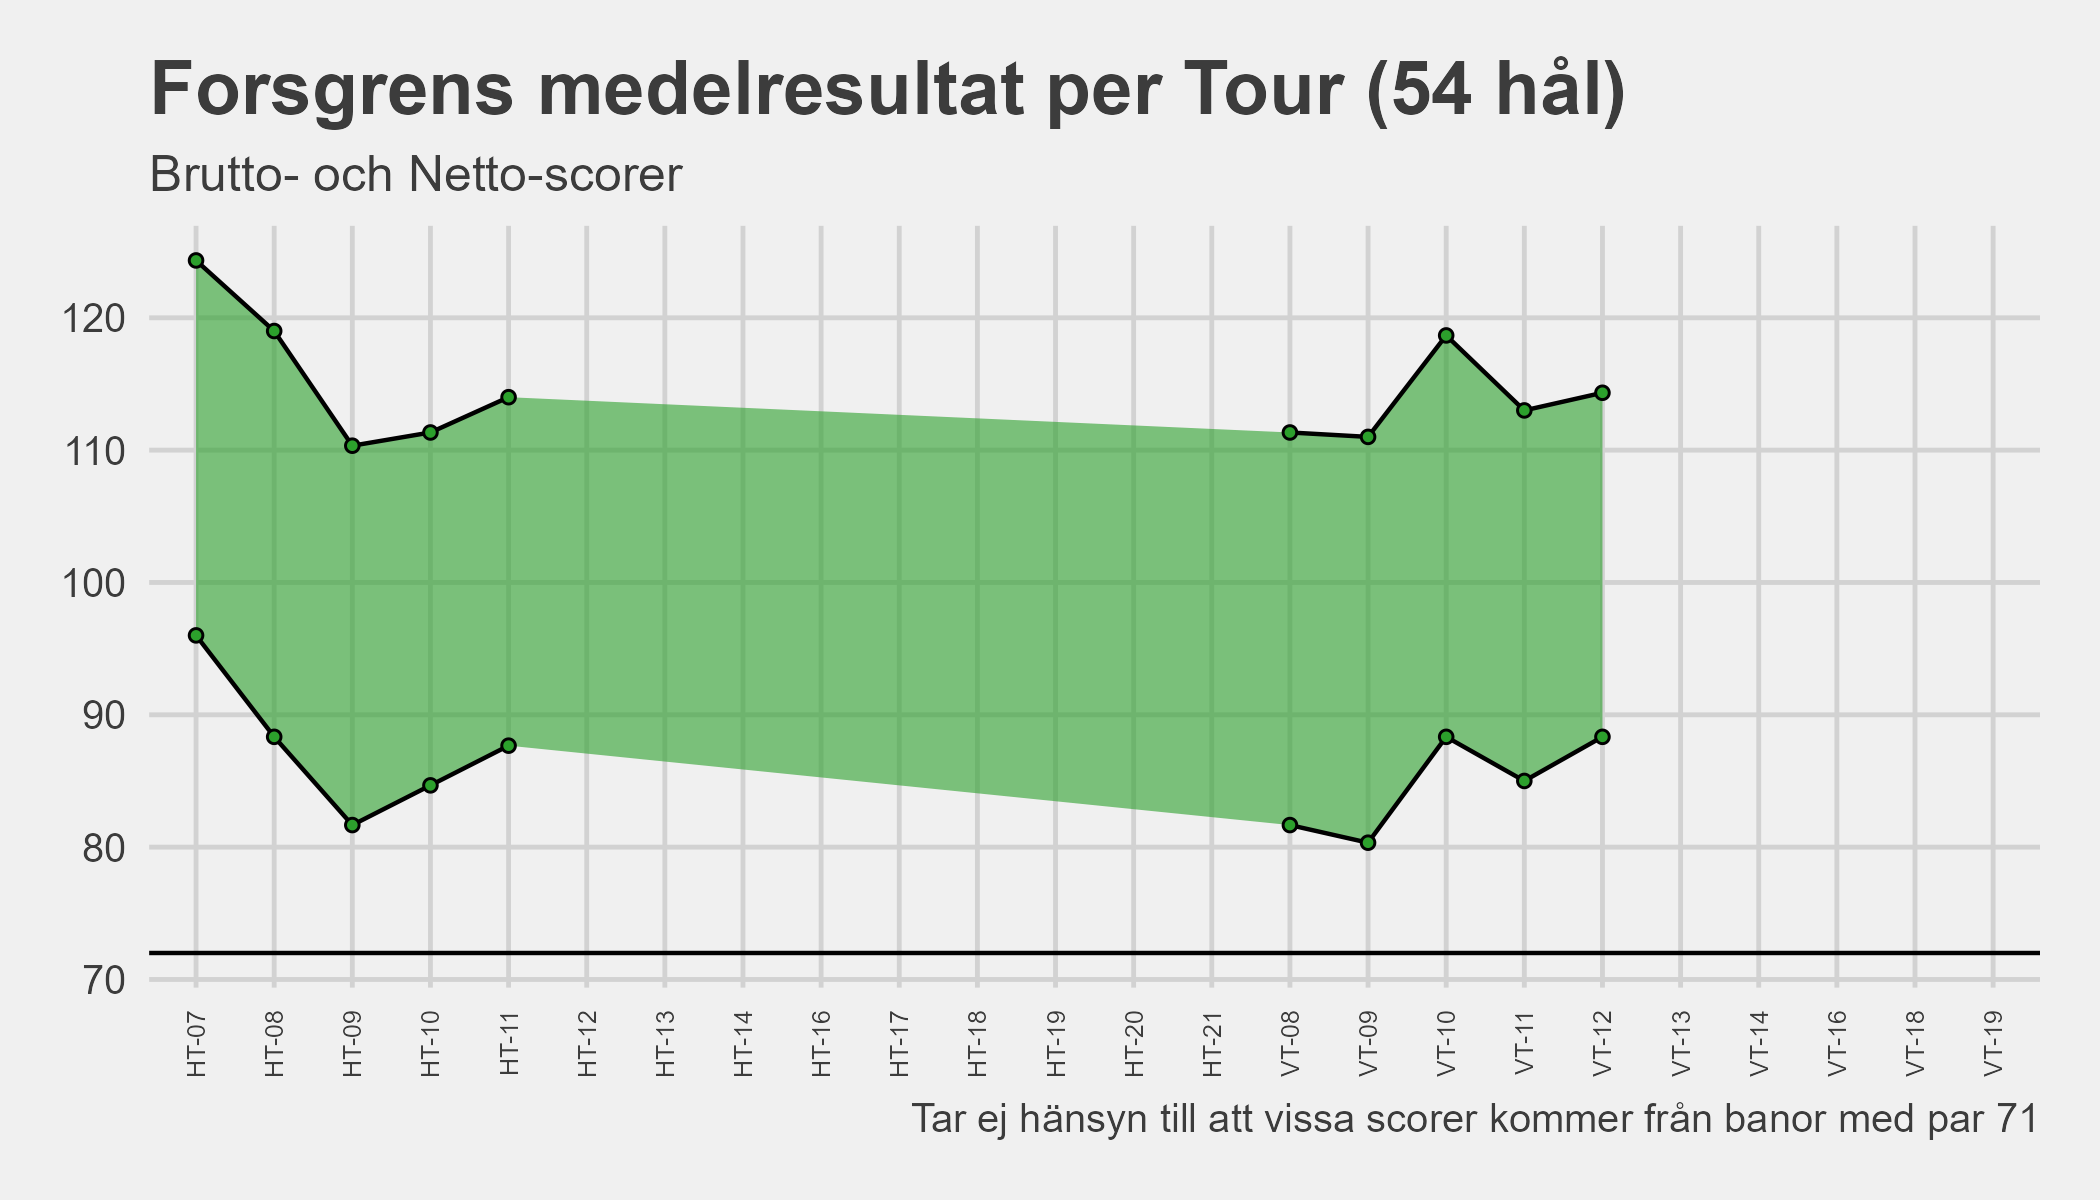 Forsgrens medelresultat per Tour (54 hål)
Brutto- och Netto-scorer
120
110
100
90
80
70
HT-07
HT-08
HT-09
HT-10
HT-11
HT-12
HT-13
HT-14
HT-16
HT-17
HT-18
HT-19
HT-20
HT-21
VT-08
VT-09
VT-10
VT-11
VT-12
VT-13
VT-14
VT-16
VT-18
VT-19
Tar ej hänsyn till att vissa scorer kommer från banor med par 71